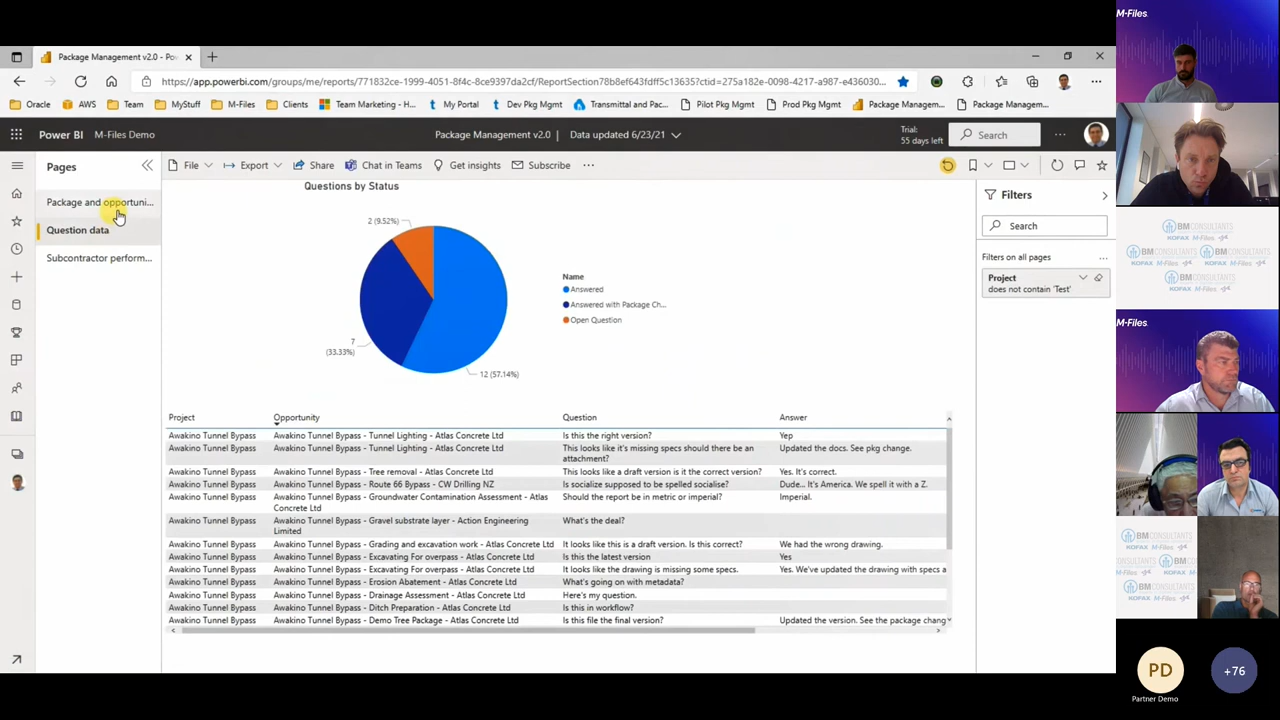 Package Management v2.0 - Po
https://app.powerbi.com/groups/me/reports/771832ce-1999-4051-8f4c-8ce9397da2cf/ReportSection78b8ef643fdff5c13635?ctid=275a182e-0098-4217-a987-e436030...
Oracle AWS Team MyStuff M-Files Clients Team Marketing - H... My Portal Dev Pkg Mgmt Transmittal and Pac... Pilot Pkg Mgmt Prod Pkg Mgmt Package Managem... Package Managem...
Power BI M-Files Demo Package Management v2.0 | Data updated 6/23/21 Trial: 55 days left Search
Pages File Export Share Chat in Teams Get insights Subscribe ...
Package and opportuni...
Question data
Subcontractor perform...
Questions by Status
2 (9.52%)
7
(33.33%)
12 (57.14%)
Name
Answered
Answered with Package Ch...
Open Question
Filters
Search
Filters on all pages ...
Project
does not contain 'Test'
Project Opportunity Question Answer
Awakino Tunnel Bypass Awakino Tunnel Bypass - Tunnel Lighting - Atlas Concrete Ltd Is this the right version? Yep
Awakino Tunnel Bypass Awakino Tunnel Bypass - Tunnel Lighting - Atlas Concrete Ltd This looks like it's missing specs should there be an attachment? Updated the docs. See pkg change.
Awakino Tunnel Bypass Awakino Tunnel Bypass - Tree removal - Atlas Concrete Ltd This looks like a draft version is it the correct version? Yes. It's correct.
Awakino Tunnel Bypass Awakino Tunnel Bypass - Route 66 Bypass - CW Drilling NZ Is socialize supposed to be spelled socialise? Dude... It's America. We spell it with a Z.
Awakino Tunnel Bypass Awakino Tunnel Bypass - Groundwater Contamination Assessment - Atlas Concrete Ltd Should the report be in metric or imperial? Imperial.
Awakino Tunnel Bypass Awakino Tunnel Bypass - Gravel substrate layer - Action Engineering Limited What's the deal?
Awakino Tunnel Bypass Awakino Tunnel Bypass - Grading and excavation work - Atlas Concrete Ltd It looks like this is a draft version. Is this correct? We had the wrong drawing.
Awakino Tunnel Bypass Awakino Tunnel Bypass - Excavating For overpass - Atlas Concrete Ltd Is this the latest version Yes
Awakino Tunnel Bypass Awakino Tunnel Bypass - Excavating For overpass - Atlas Concrete Ltd It looks like the drawing is missing some specs. Yes. We've updated the drawing with specs a
Awakino Tunnel Bypass Awakino Tunnel Bypass - Erosion Abatement - Atlas Concrete Ltd What's going on with metadata?
Awakino Tunnel Bypass Awakino Tunnel Bypass - Drainage Assessment - Atlas Concrete Ltd Here's my question.
Awakino Tunnel Bypass Awakino Tunnel Bypass - Ditch Preparation - Atlas Concrete Ltd Is this in workflow?
Awakino Tunnel Bypass Awakino Tunnel Bypass - Demo Tree Package - Atlas Concrete Ltd Is this file the final version? Updated the version. See the package chang
M-Files.
BM CONSULTANTS
KOFAX M-Files
M-Files.
BM CONSULTANTS
KOFAX M-Files
PD
Partner Demo
+76